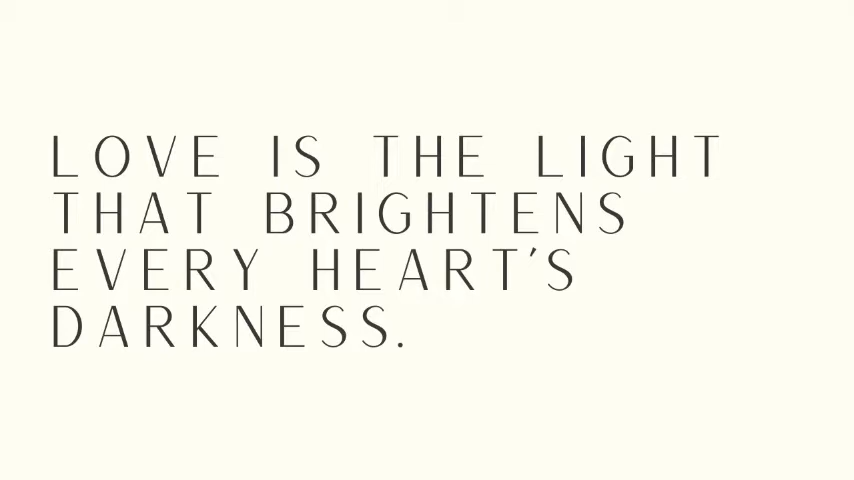 LOVE IS THE LIGHT
THAT BRIGHTENS
EVERY HEART'S
DARKNESS.